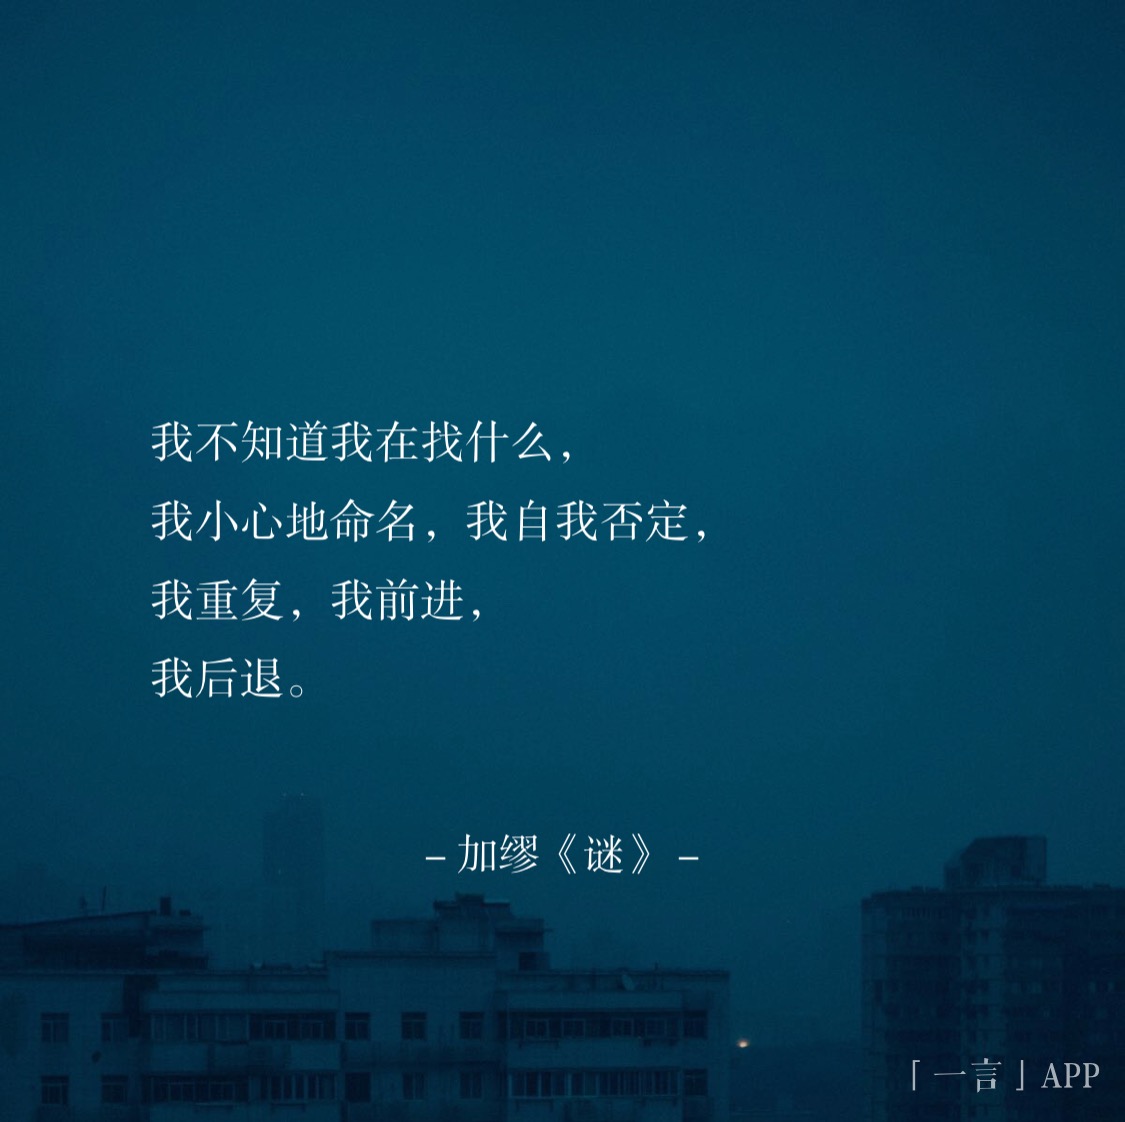 我不知道我在找什么，
我小心地命名，我自我否定，
我重复，我前进，
我后退。
– 加缪《谜》 –
「一言」APP